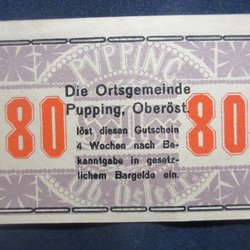 PUPPING
80 80
Die Ortsgemeinde
Pupping, Oberöst.
löst diesen Gutschein
4 Wochen nach Be-
kanntgabe in gesetz-
lichem Bargelde ein.